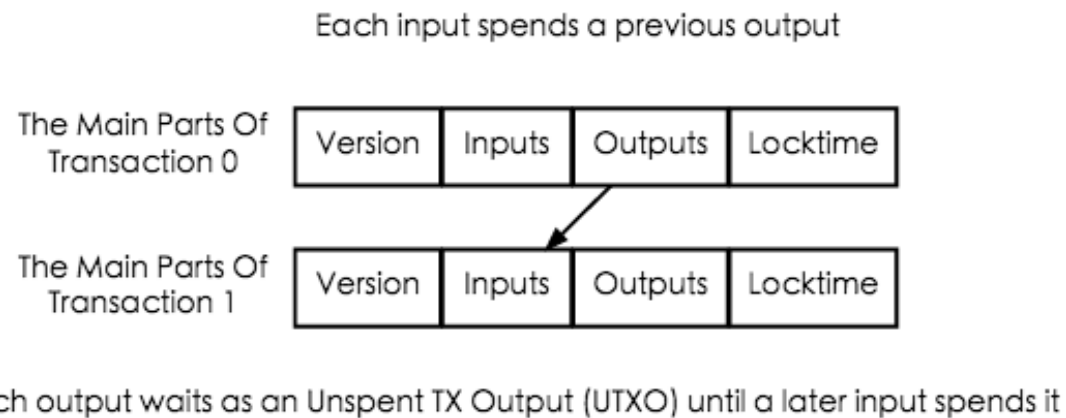 Each input spends a previous output
The Main Parts Of
Transaction 0
Version Inputs Outputs Locktime
The Main Parts Of
Transaction 1
Version Inputs Outputs Locktime
output waits as an Unspent TX Output (UTXO) until a later input spends it